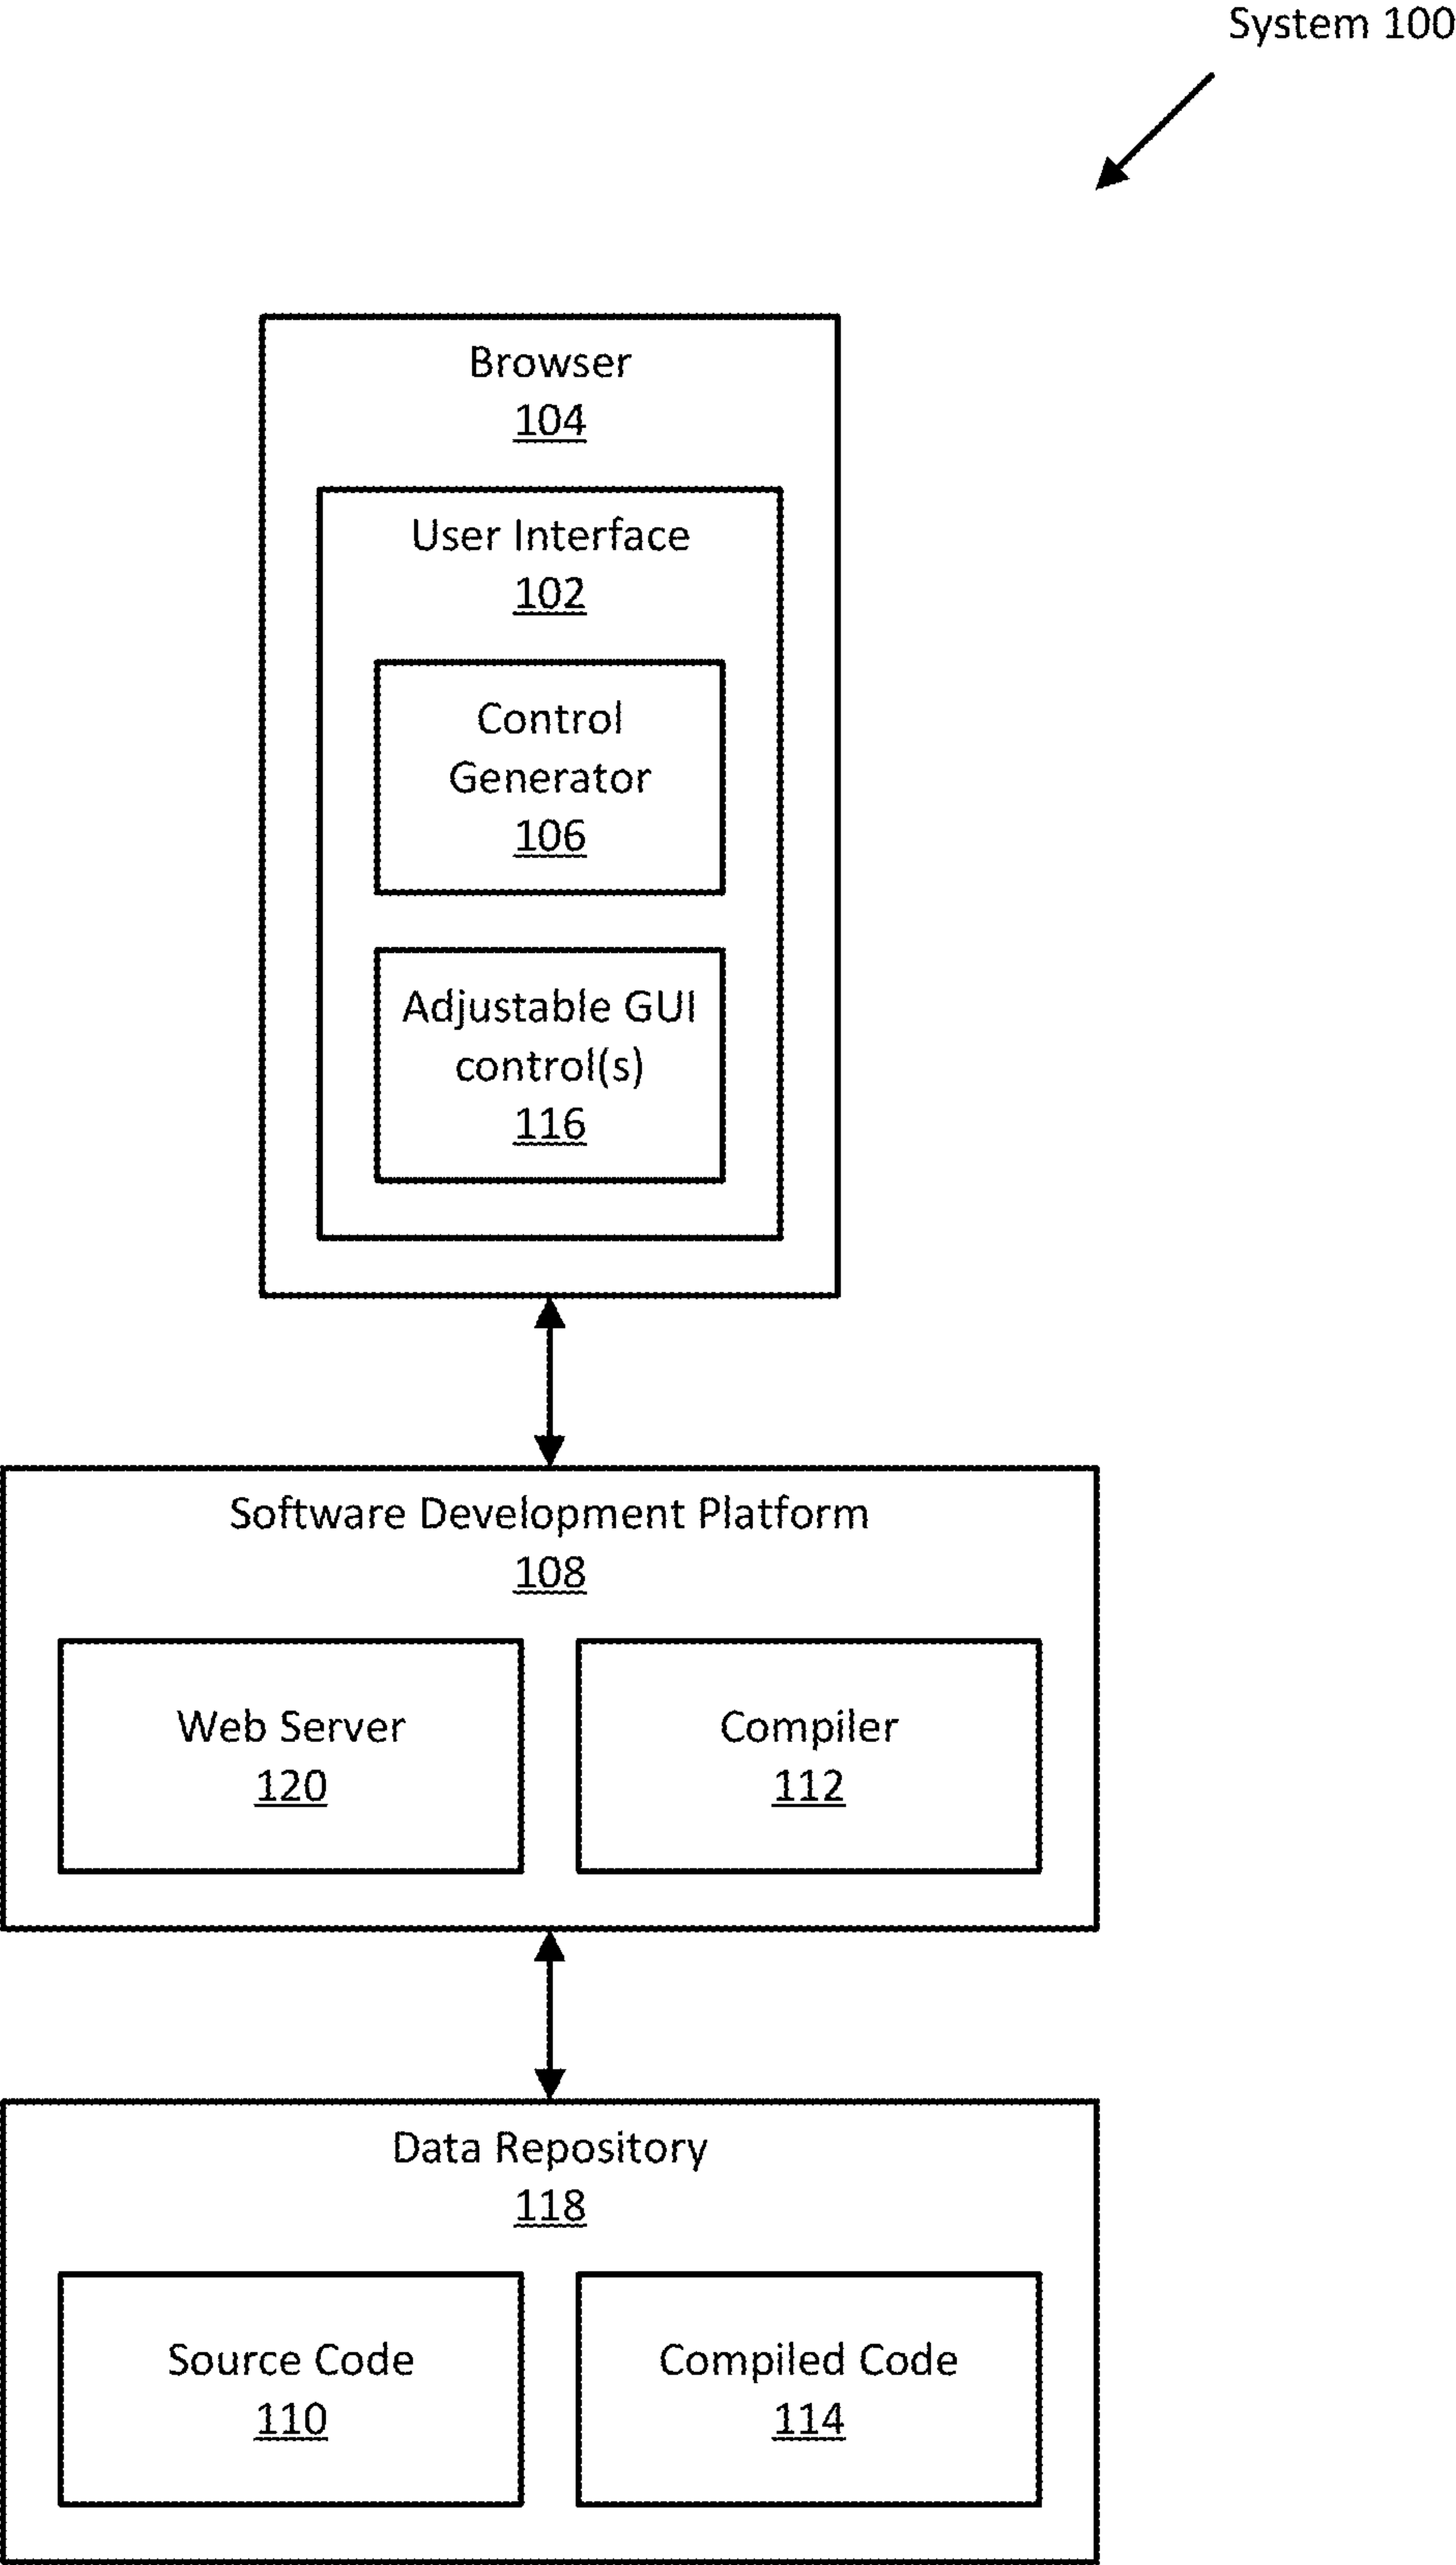 System 100
Browser
104
User Interface
102
Control
Generator
106
Adjustable GUI
control(s)
116
Software Development Platform
108
Web Server
120
Compiler
112
Data Repository
118
Source Code
110
Compiled Code
114